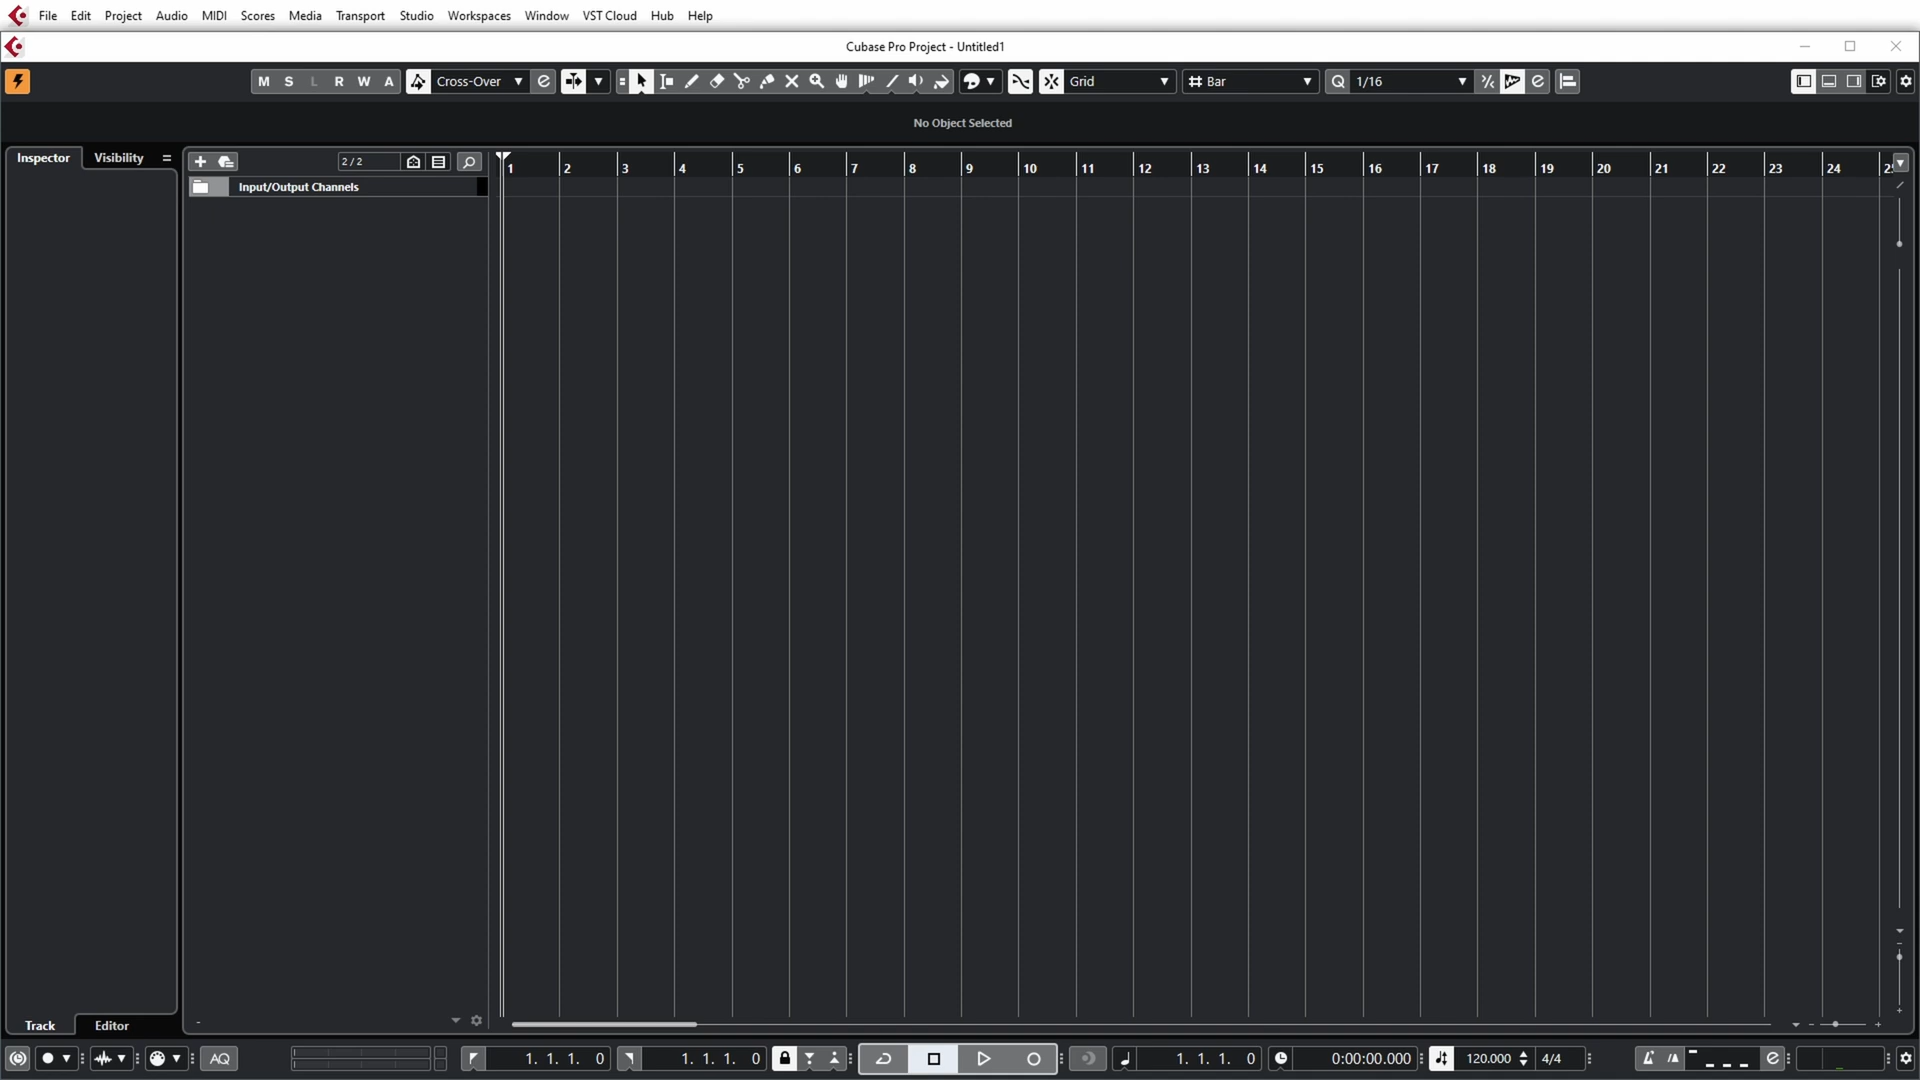 File Edit Project Audio MIDI Scores Media Transport Studio Workspaces Window VST Cloud Hub Help
Cubase Pro Project - Untitled1
M S L R W A Cross-Over Grid Bar Q 1/16
No Object Selected
Inspector Visibility 2 / 2
1 2 3 4 5 6 7 8 9 10 11 12 13 14 15 16 17 18 19 20 21 22 23 24
Input/Output Channels
Track Editor
AQ 1. 1. 1. 0 1. 1. 1. 0 1. 1. 1. 0 0:00:00.000 120.000 4/4